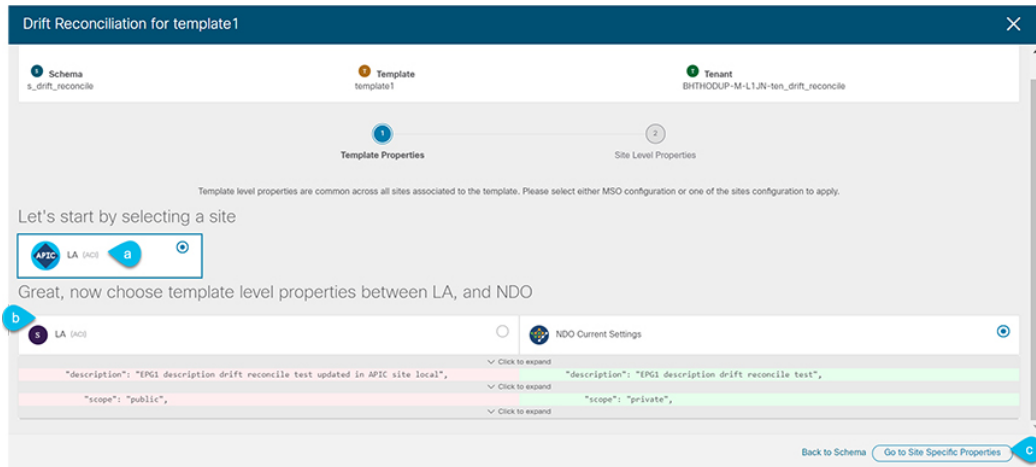 Drift Reconciliation for template1
S Schema
s_drift_reconcile
T Template
template1
T Tenant
BHTHODUP-M-L1JN-ten_drift_reconcile
1
Template Properties
2
Site Level Properties
Template level properties are common across all sites associated to the template. Please select either MSO configuration or one of the sites configuration to apply.
Let's start by selecting a site
APIC LA (ACI) a
Great, now choose template level properties between LA, and NDO
b
S LA (ACI)
NDO Current Settings
Click to expand
"description": "EPG1 description drift reconcile test updated in APIC site local",
"description": "EPG1 description drift reconcile test",
Click to expand
"scope": "public",
"scope": "private",
Click to expand
Back to Schema
Go to Site Specific Properties
c